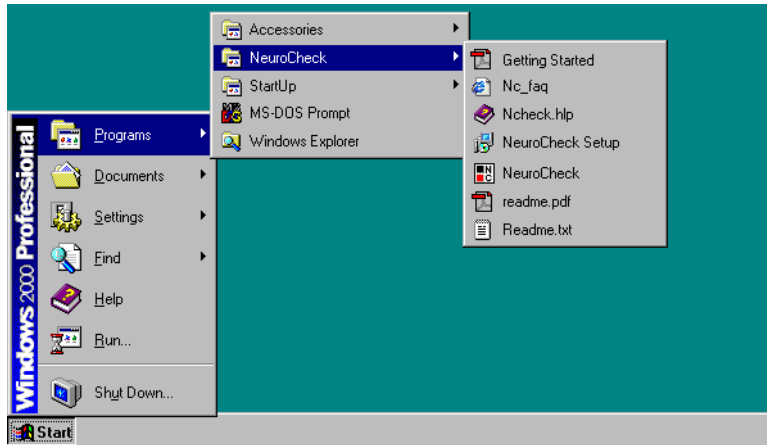 Accessories
NeuroCheck
StartUp
MS-DOS Prompt
Windows Explorer
Getting Started
Nc_faq
Ncheck.hlp
NeuroCheck Setup
NeuroCheck
readme.pdf
Readme.txt
Windows 2000 Professional
Programs
Documents
Settings
Find
Help
Run...
Shut Down...
Start